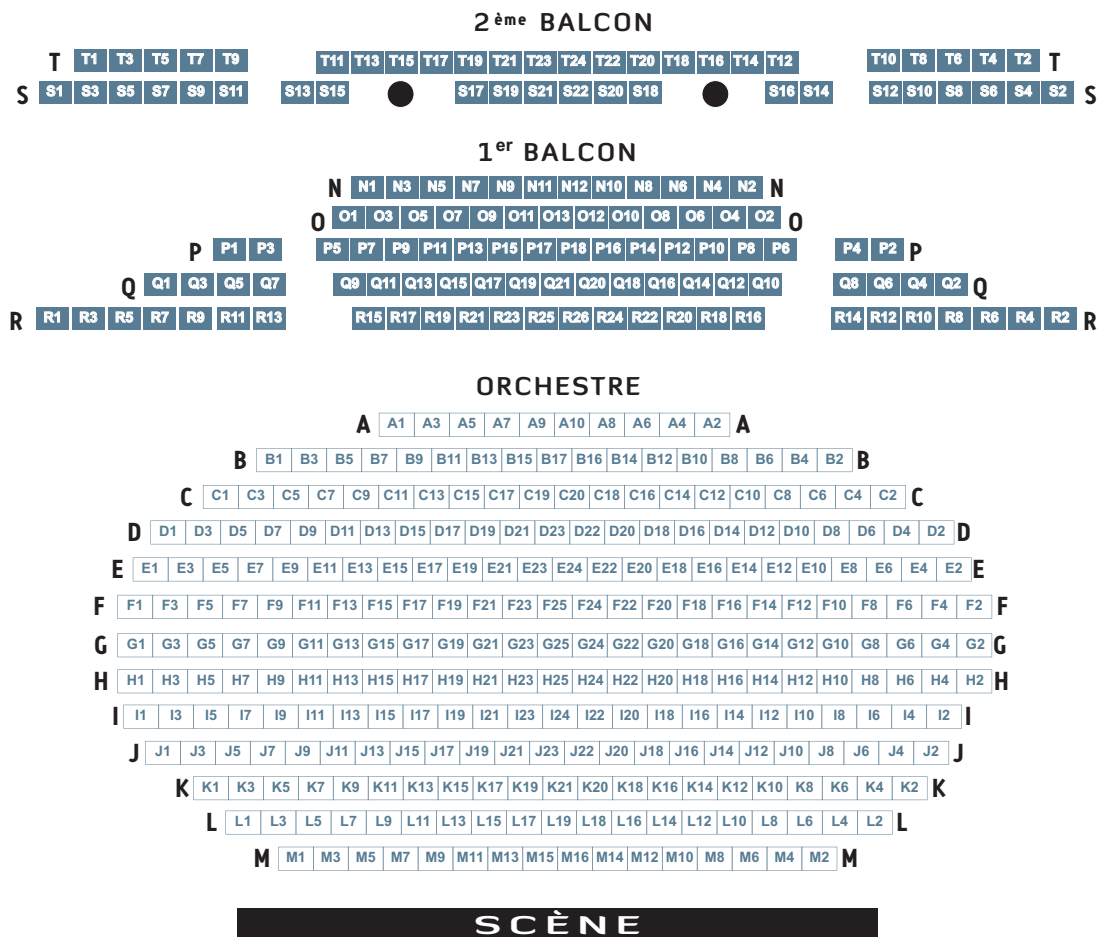 2ème BALCON
T T1 T3 T5 T7 T9 T11 T13 T15 T17 T19 T21 T23 T24 T22 T20 T18 T16 T14 T12 T10 T8 T6 T4 T2 T
S S1 S3 S5 S7 S9 S11 S13 S15 S17 S19 S21 S22 S20 S18 S16 S14 S12 S10 S8 S6 S4 S2 S
1er BALCON
N N1 N3 N5 N7 N9 N11 N12 N10 N8 N6 N4 N2 N
O O1 O3 O5 O7 O9 O11 O13 O12 O10 O8 O6 O4 O2 O
P P1 P3 P5 P7 P9 P11 P13 P15 P17 P18 P16 P14 P12 P10 P8 P6 P4 P2 P
Q Q1 Q3 Q5 Q7 Q9 Q11 Q13 Q15 Q17 Q19 Q21 Q20 Q18 Q16 Q14 Q12 Q10 Q8 Q6 Q4 Q2 Q
R R1 R3 R5 R7 R9 R11 R13 R15 R17 R19 R21 R23 R25 R26 R24 R22 R20 R18 R16 R14 R12 R10 R8 R6 R4 R2 R
ORCHESTRE
A A1 A3 A5 A7 A9 A10 A8 A6 A4 A2 A
B B1 B3 B5 B7 B9 B11 B13 B15 B17 B16 B14 B12 B10 B8 B6 B4 B2 B
C C1 C3 C5 C7 C9 C11 C13 C15 C17 C19 C20 C18 C16 C14 C12 C10 C8 C6 C4 C2 C
D D1 D3 D5 D7 D9 D11 D13 D15 D17 D19 D21 D23 D22 D20 D18 D16 D14 D12 D10 D8 D6 D4 D2 D
E E1 E3 E5 E7 E9 E11 E13 E15 E17 E19 E21 E23 E24 E22 E20 E18 E16 E14 E12 E10 E8 E6 E4 E2 E
F F1 F3 F5 F7 F9 F11 F13 F15 F17 F19 F21 F23 F25 F24 F22 F20 F18 F16 F14 F12 F10 F8 F6 F4 F2 F
G G1 G3 G5 G7 G9 G11 G13 G15 G17 G19 G21 G23 G25 G24 G22 G20 G18 G16 G14 G12 G10 G8 G6 G4 G2 G
H H1 H3 H5 H7 H9 H11 H13 H15 H17 H19 H21 H23 H25 H24 H22 H20 H18 H16 H14 H12 H10 H8 H6 H4 H2 H
I I1 I3 I5 I7 I9 I11 I13 I15 I17 I19 I21 I23 I24 I22 I20 I18 I16 I14 I12 I10 I8 I6 I4 I2 I
J J1 J3 J5 J7 J9 J11 J13 J15 J17 J19 J21 J23 J22 J20 J18 J16 J14 J12 J10 J8 J6 J4 J2 J
K K1 K3 K5 K7 K9 K11 K13 K15 K17 K19 K21 K20 K18 K16 K14 K12 K10 K8 K6 K4 K2 K
L L1 L3 L5 L7 L9 L11 L13 L15 L17 L19 L18 L16 L14 L12 L10 L8 L6 L4 L2 L
M M1 M3 M5 M7 M9 M11 M13 M15 M16 M14 M12 M10 M8 M6 M4 M2 M
SCÈNE